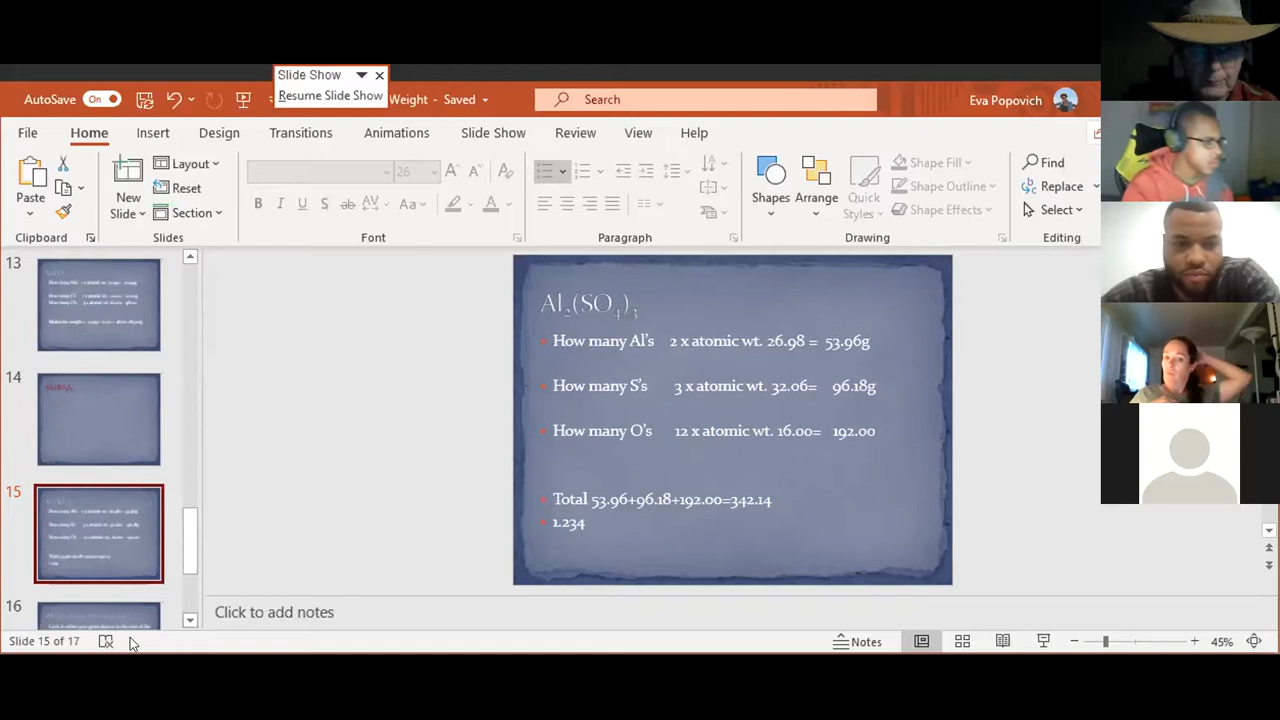 Slide Show
Resume Slide Show
AutoSave On
Weight - Saved
Search
Eva Popovich
File Home Insert Design Transitions Animations Slide Show Review View Help
Paste
New Slide
Layout
Reset
Section
26
B I U S ab AV Aa A
Shapes
Arrange
Quick Styles
Shape Fill
Shape Outline
Shape Effects
Find
Replace
Select
Clipboard Slides Font Paragraph Drawing Editing
13
14
15
16
Al2(SO4)3
How many Al's 2 x atomic wt. 26.98 = 53.96g
How many S's 3 x atomic wt. 32.06= 96.18g
How many O's 12 x atomic wt. 16.00= 192.00
Total 53.96+96.18+192.00=342.14
1.234
Click to add notes
Slide 15 of 17
Notes
45%